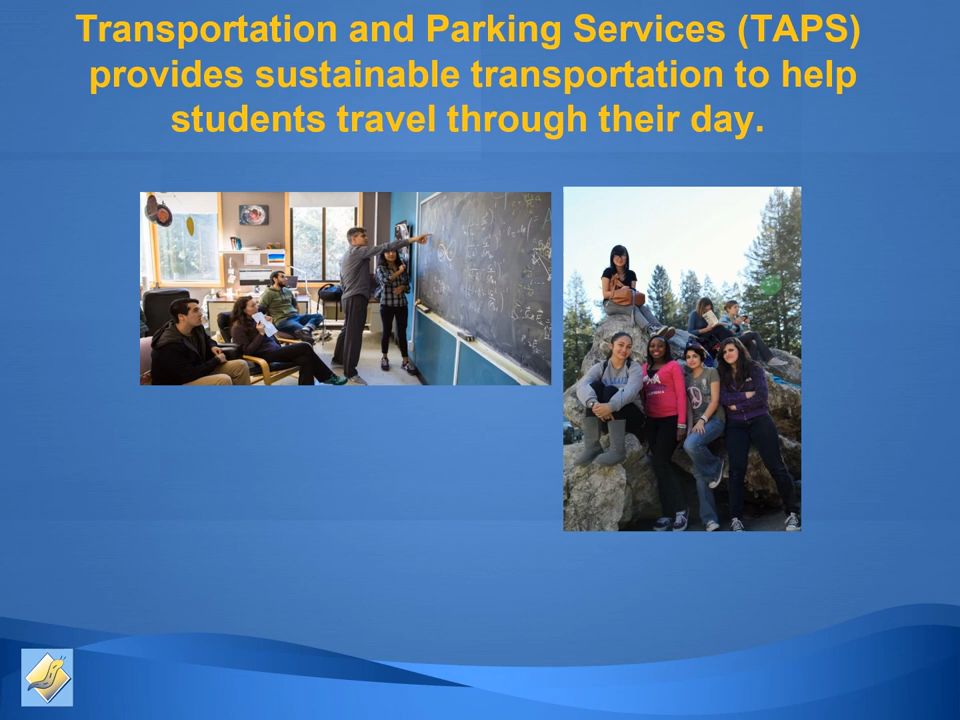 Transportation and Parking Services (TAPS)
provides sustainable transportation to help
students travel through their day.